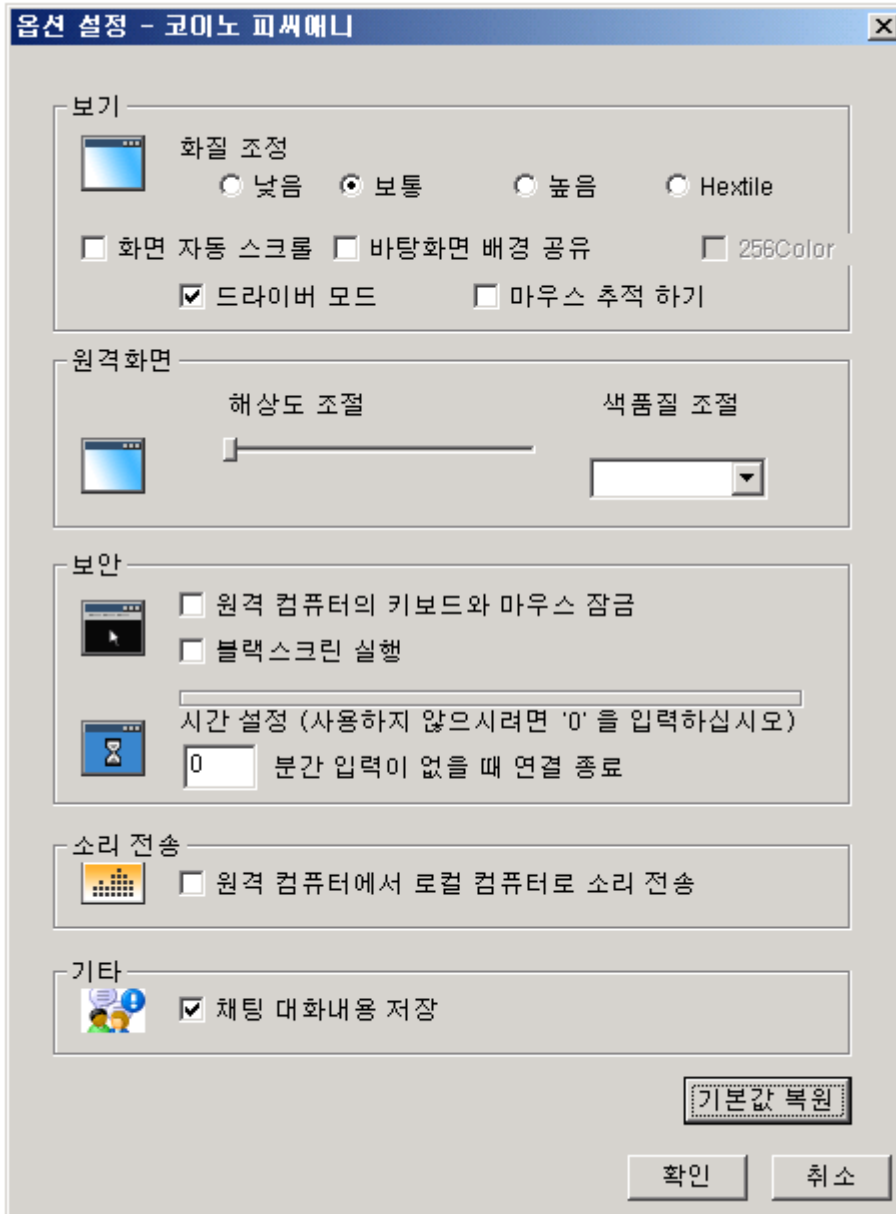 옵션 설정 - 코이노 피씨애니
보기
화질 조정
낮음 보통 높음 Hextile
화면 자동 스크롤 바탕화면 배경 공유 256Color
드라이버 모드 마우스 추적 하기
원격화면
해상도 조절 색품질 조절
보안
원격 컴퓨터의 키보드와 마우스 잠금
블랙스크린 실행
시간 설정 (사용하지 않으시려면 '0' 을 입력하십시오)
0 분간 입력이 없을 때 연결 종료
소리 전송
원격 컴퓨터에서 로컬 컴퓨터로 소리 전송
기타
채팅 대화내용 저장
기본값 복원
확인 취소